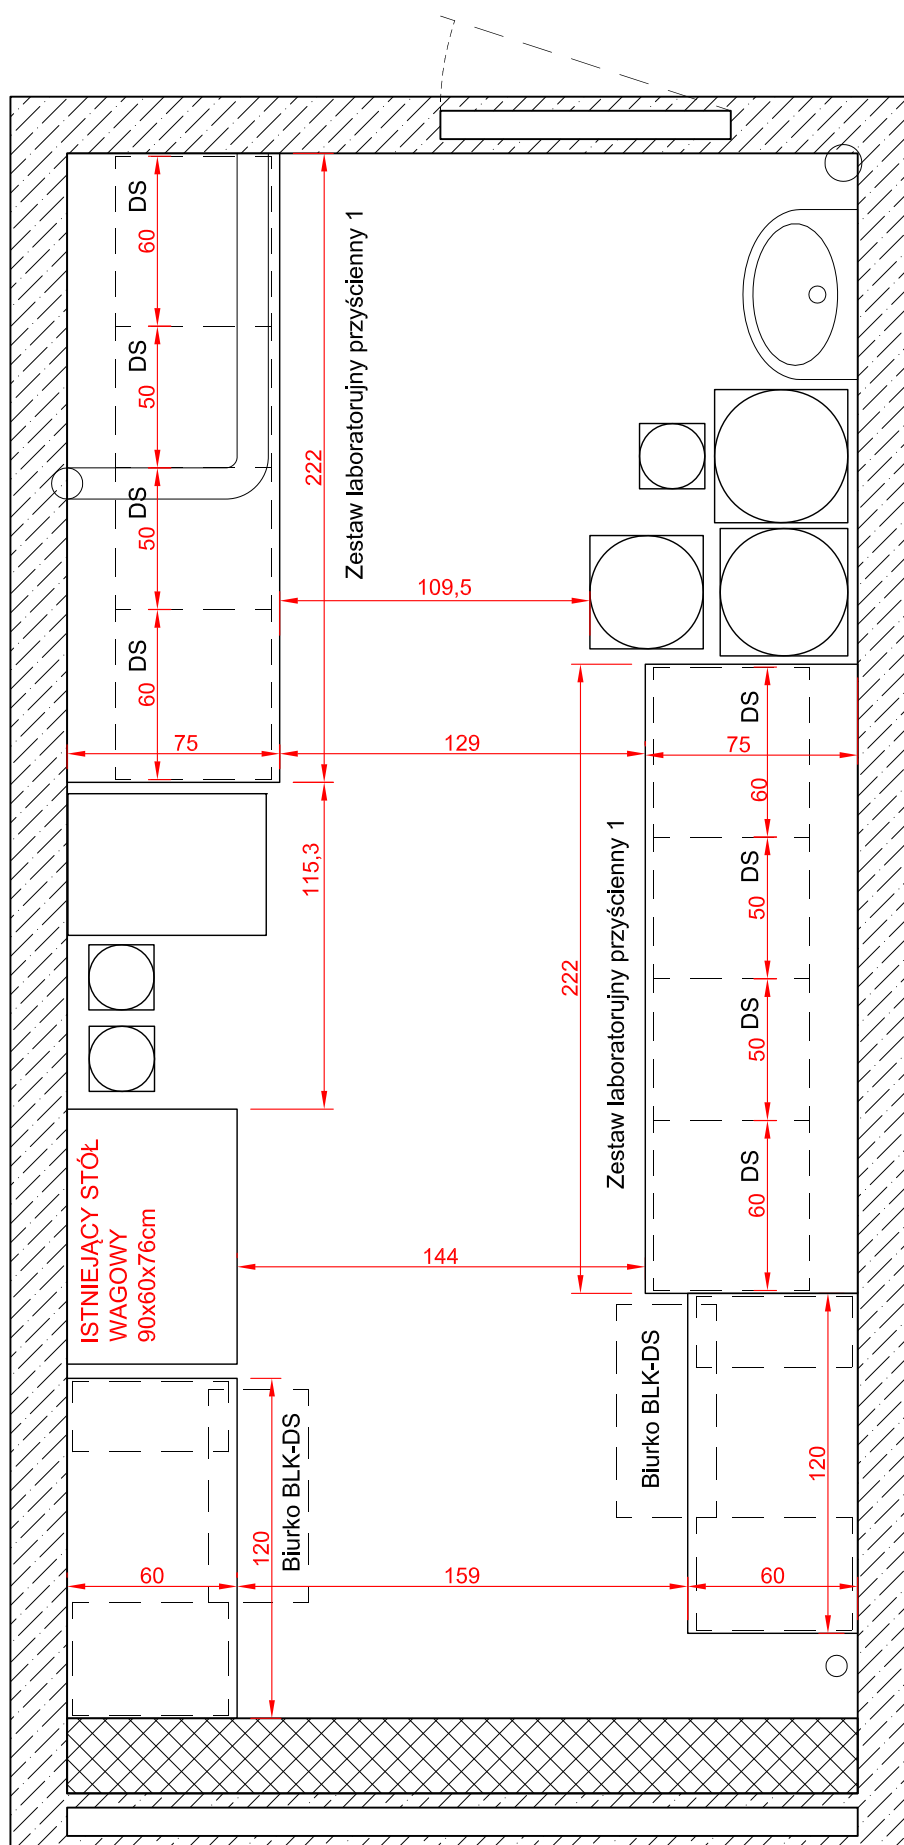 DS
60
DS
50
DS
50
DS
60
222
Zestaw laboratorujny przyścienny 1
109,5
75
129
75
DS
60
DS
50
DS
50
DS
60
115,3
222
Zestaw laboratorujny przyścienny 1
ISTNIEJĄCY STÓŁ
WAGOWY
90x60x76cm
144
Biurko BLK-DS
120
Biurko BLK-DS
120
60
159
60